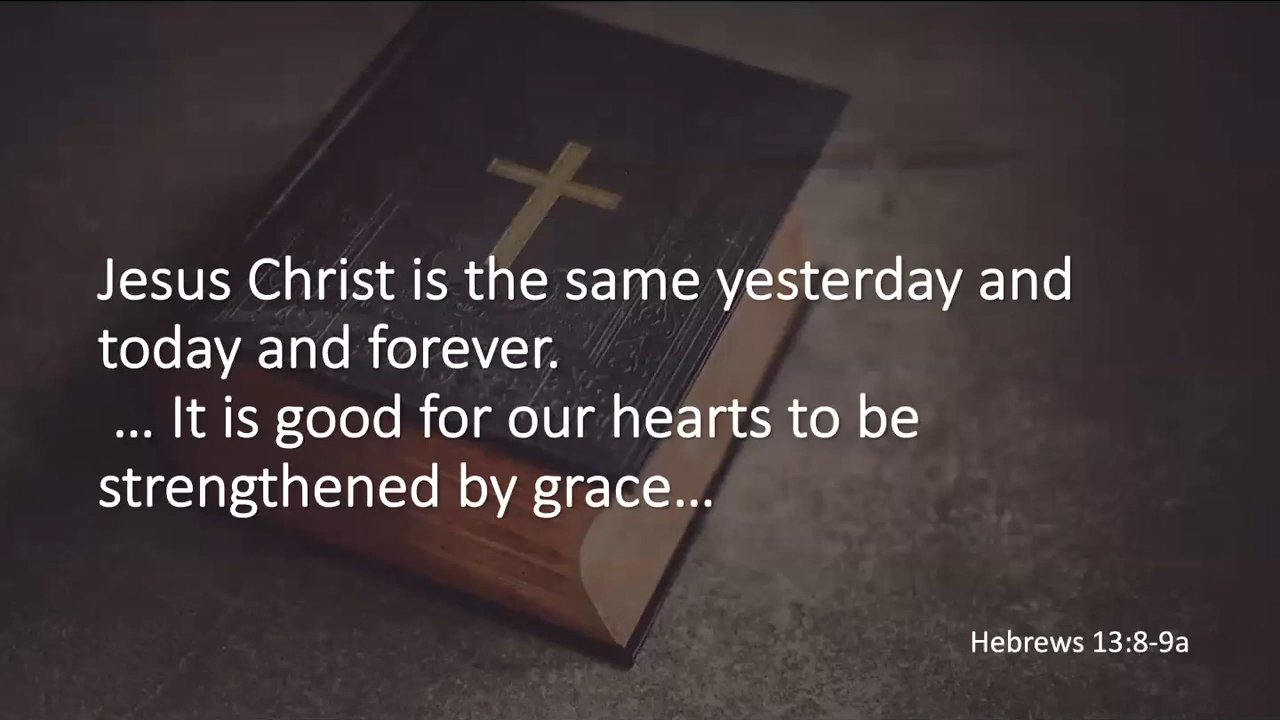 Jesus Christ is the same yesterday and
today and forever.
… It is good for our hearts to be
strengthened by grace…
Hebrews 13:8-9a